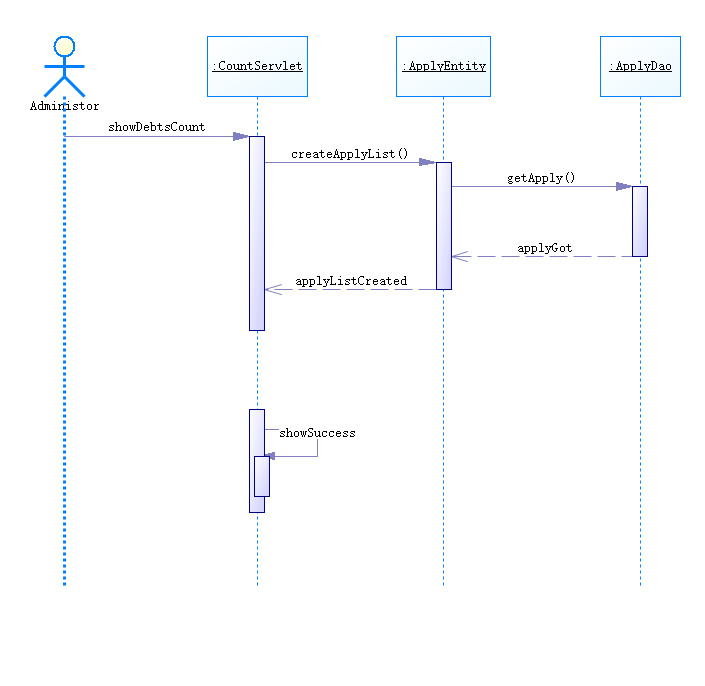 :CountServlet
:ApplyEntity
:ApplyDao
Administor
showDebtsCount
createApplyList()
getApply()
applyGot
applyListCreated
showSuccess